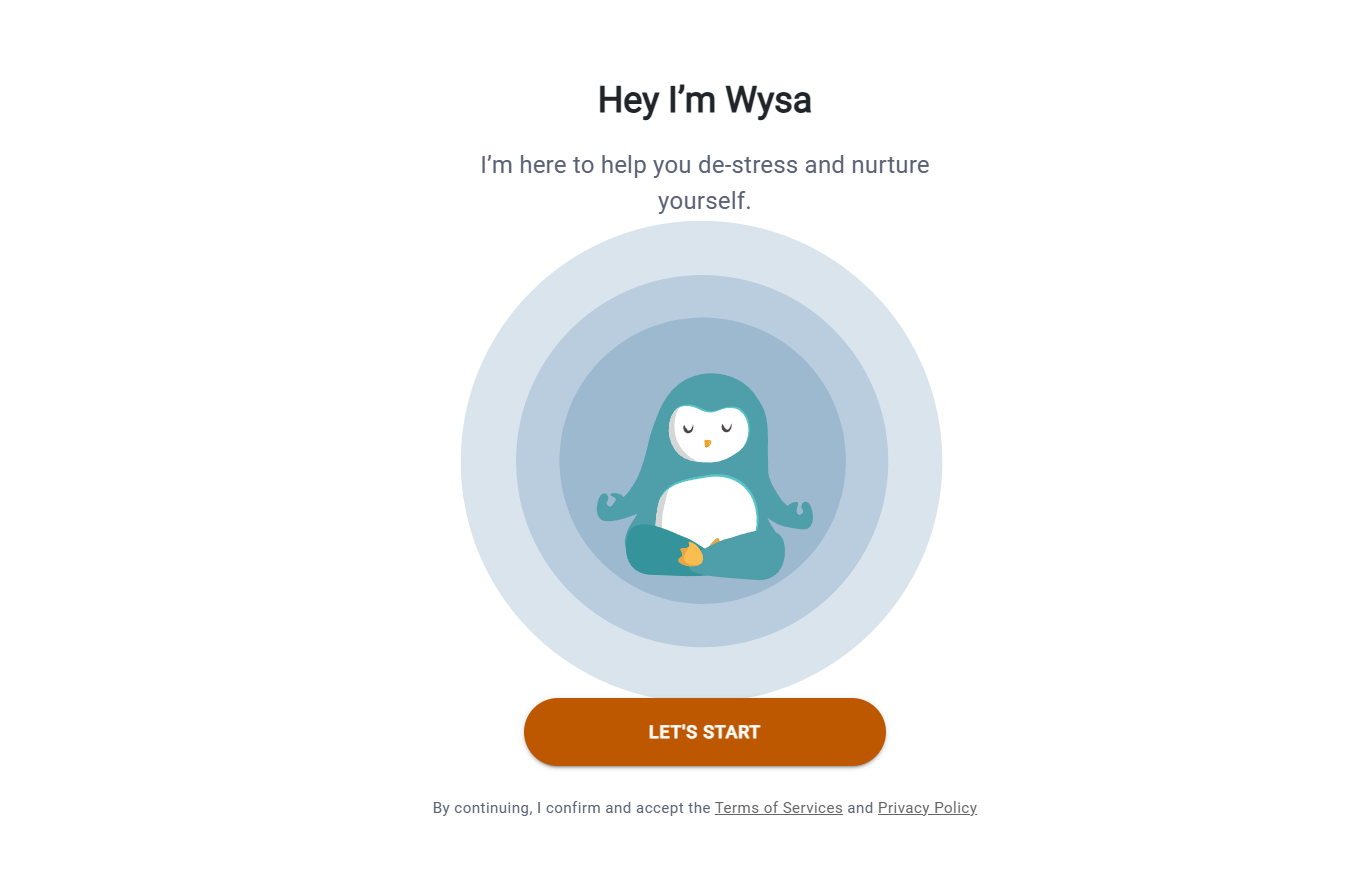 Hey I’m Wysa
I’m here to help you de-stress and nurture
yourself.
LET'S START
By continuing, I confirm and accept the Terms of Services and Privacy Policy